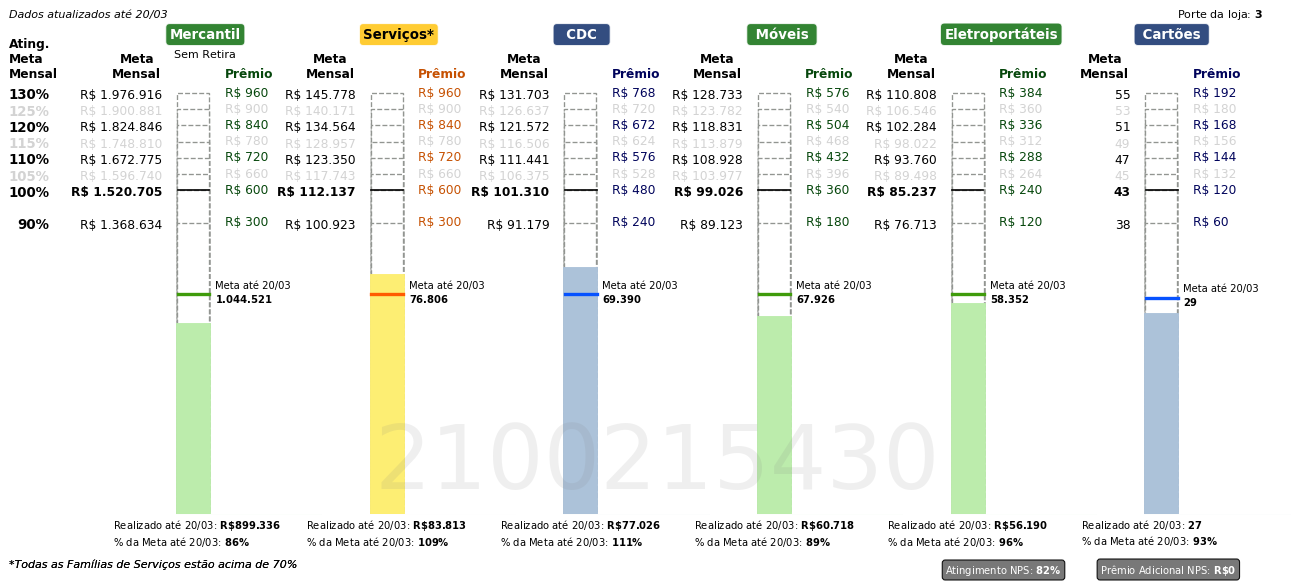 Dados atualizados até 20/03
Porte da loja: 3
Mercantil
Serviços*
CDC
Móveis
Eletroportáteis
Cartões
Sem Retira
Ating. Meta Mensal
Meta Mensal Prêmio Meta Mensal Prêmio Meta Mensal Prêmio Meta Mensal Prêmio Meta Mensal Prêmio Meta Mensal Prêmio
130% R$ 1.976.916 R$ 960 R$ 145.778 R$ 960 R$ 131.703 R$ 768 R$ 128.733 R$ 576 R$ 110.808 R$ 384 55 R$ 192
125% R$ 1.900.881 R$ 900 R$ 140.171 R$ 900 R$ 126.637 R$ 720 R$ 123.782 R$ 540 R$ 106.546 R$ 360 53 R$ 180
120% R$ 1.824.846 R$ 840 R$ 134.564 R$ 840 R$ 121.572 R$ 672 R$ 118.831 R$ 504 R$ 102.284 R$ 336 51 R$ 168
115% R$ 1.748.810 R$ 780 R$ 128.957 R$ 780 R$ 116.506 R$ 624 R$ 113.879 R$ 468 R$ 98.022 R$ 312 49 R$ 156
110% R$ 1.672.775 R$ 720 R$ 123.350 R$ 720 R$ 111.441 R$ 576 R$ 108.928 R$ 432 R$ 93.760 R$ 288 47 R$ 144
105% R$ 1.596.740 R$ 660 R$ 117.743 R$ 660 R$ 106.375 R$ 528 R$ 103.977 R$ 396 R$ 89.498 R$ 264 45 R$ 132
100% R$ 1.520.705 R$ 600 R$ 112.137 R$ 600 R$ 101.310 R$ 480 R$ 99.026 R$ 360 R$ 85.237 R$ 240 43 R$ 120
90% R$ 1.368.634 R$ 300 R$ 100.923 R$ 300 R$ 91.179 R$ 240 R$ 89.123 R$ 180 R$ 76.713 R$ 120 38 R$ 60
Meta até 20/03 Meta até 20/03 Meta até 20/03 Meta até 20/03 Meta até 20/03 Meta até 20/03
1.044.521 76.806 69.390 67.926 58.352 29
2100215430
Realizado até 20/03: R$899.336 Realizado até 20/03: R$83.813 Realizado até 20/03: R$77.026 Realizado até 20/03: R$60.718 Realizado até 20/03: R$56.190 Realizado até 20/03: 27
% da Meta até 20/03: 86% % da Meta até 20/03: 109% % da Meta até 20/03: 111% % da Meta até 20/03: 89% % da Meta até 20/03: 96% % da Meta até 20/03: 93%
*Todas as Famílias de Serviços estão acima de 70%
Atingimento NPS: 82%
Prêmio Adicional NPS: R$0